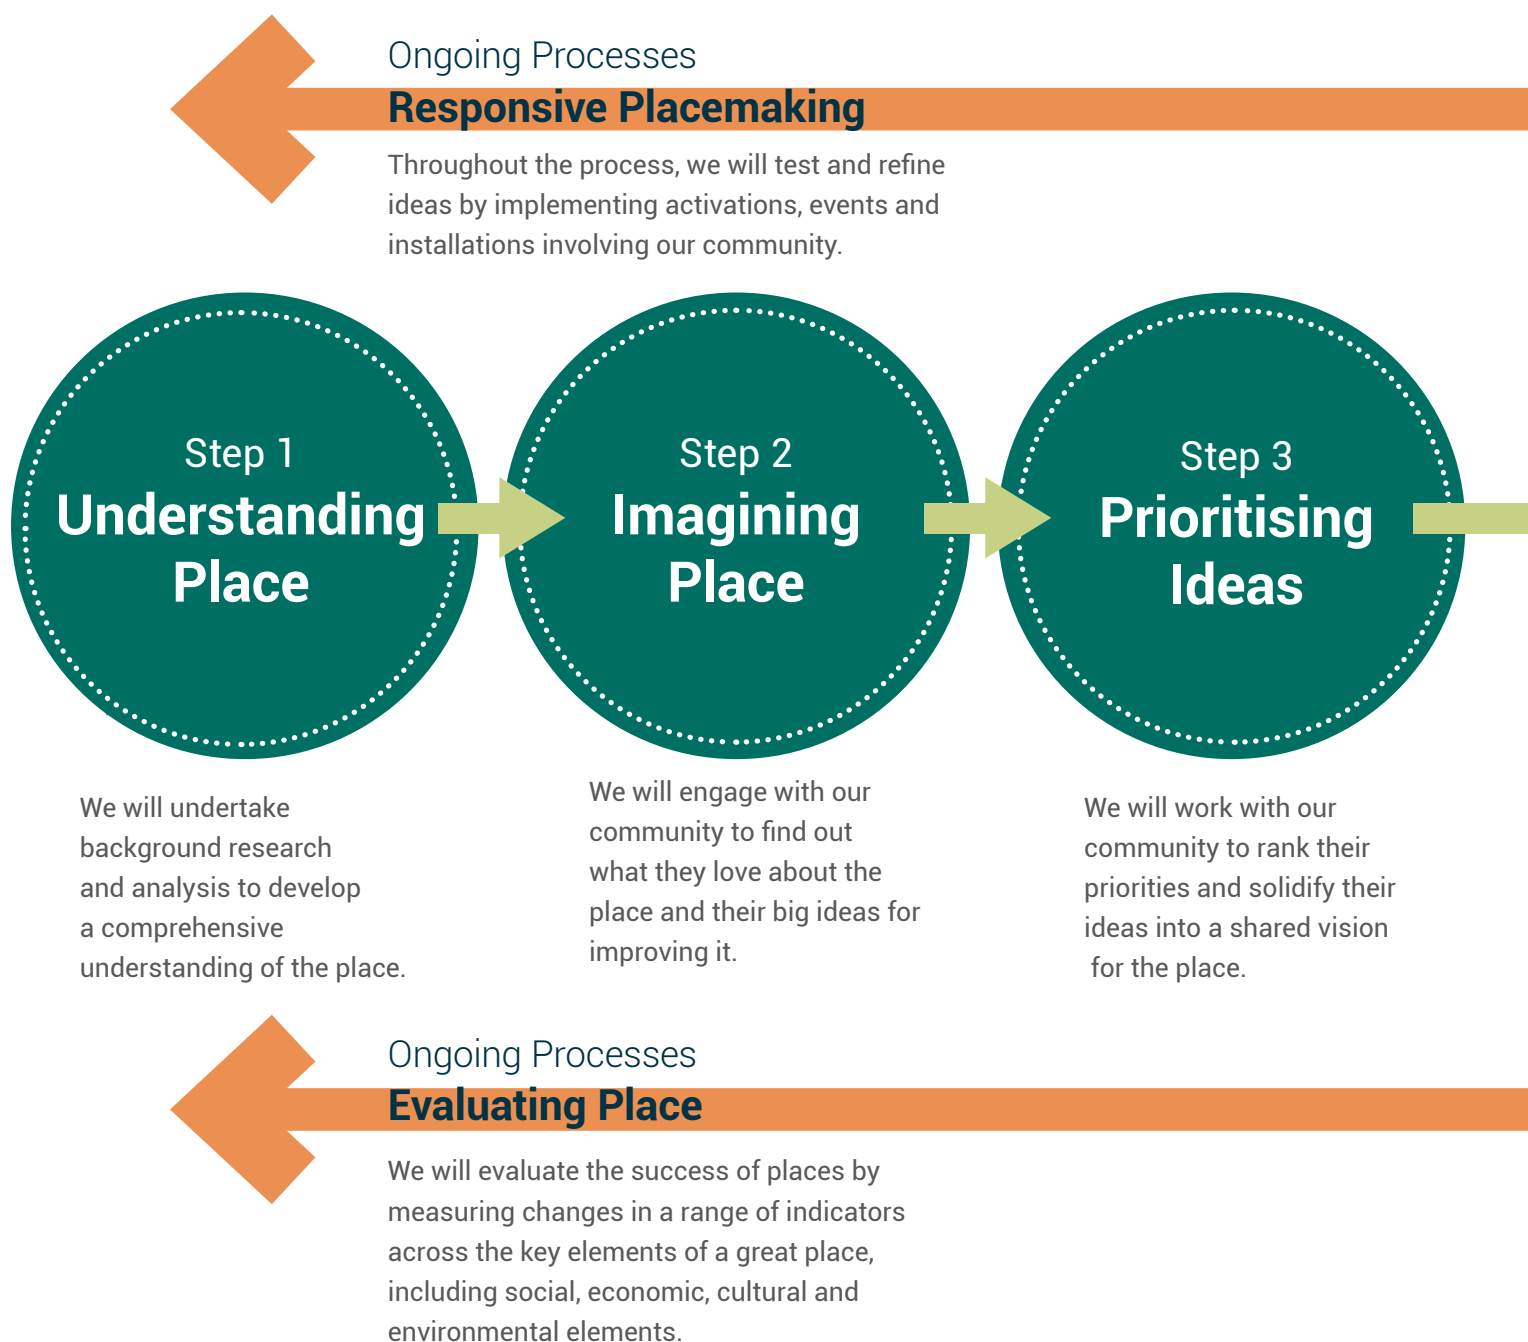 Ongoing Processes
Responsive Placemaking
Throughout the process, we will test and refine
ideas by implementing activations, events and
installations involving our community.
Step 1
Understanding
Place
Step 2
Imagining
Place
Step 3
Prioritising
Ideas
We will undertake
background research
and analysis to develop
a comprehensive
understanding of the place.
We will engage with our
community to find out
what they love about the
place and their big ideas for
improving it.
We will work with our
community to rank their
priorities and solidify their
ideas into a shared vision
for the place.
Ongoing Processes
Evaluating Place
We will evaluate the success of places by
measuring changes in a range of indicators
across the key elements of a great place,
including social, economic, cultural and
environmental elements.